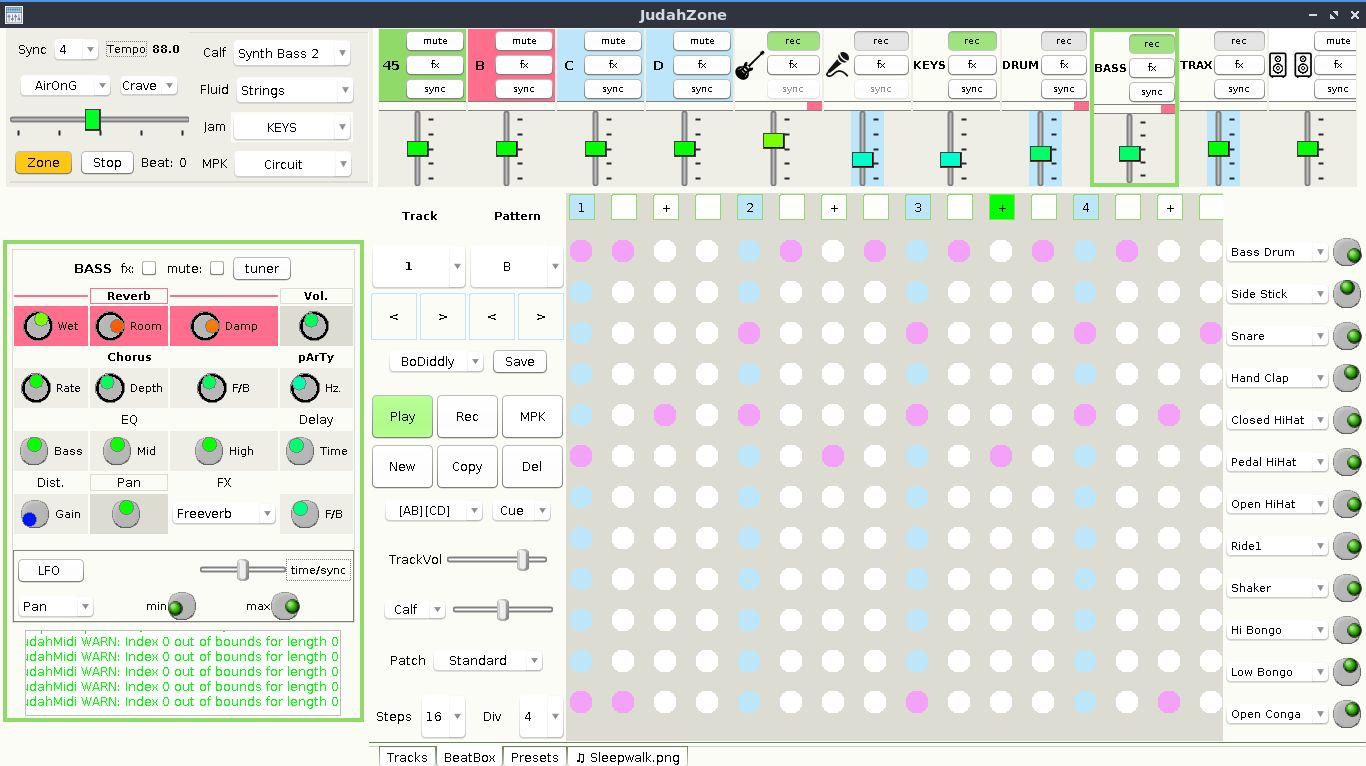 JudahZone
Sync 4 Tempo 88.0
AirOnG Crave
Zone Stop Beat: 0
Calf Synth Bass 2
Fluid Strings
Jam KEYS
MPK Circuit
45 mute fx sync
B mute fx sync
C mute fx sync
D mute fx sync
rec fx sync
rec fx sync
KEYS rec fx sync
DRUM rec fx sync
BASS rec fx sync
TRAX rec fx sync
mute fx sync
BASS fx: mute: tuner
Reverb Vol.
Wet Room Damp
Chorus pArTy
Rate Depth F/B Hz.
EQ Delay
Bass Mid High Time
Dist. Pan FX
Gain Freeverb F/B
LFO time/sync
Pan min max
udahMidi WARN: Index 0 out of bounds for length 0
udahMidi WARN: Index 0 out of bounds for length 0
udahMidi WARN: Index 0 out of bounds for length 0
udahMidi WARN: Index 0 out of bounds for length 0
udahMidi WARN: Index 0 out of bounds for length 0
Track Pattern
1 B
< > < >
BoDiddly Save
Play Rec MPK
New Copy Del
[AB][CD] Cue
TrackVol
Calf
Patch Standard
Steps 16 Div 4
1 + 2 + 3 + 4 +
Bass Drum
Side Stick
Snare
Hand Clap
Closed HiHat
Pedal HiHat
Open HiHat
Ride1
Shaker
Hi Bongo
Low Bongo
Open Conga
Tracks BeatBox Presets ♫ Sleepwalk.png